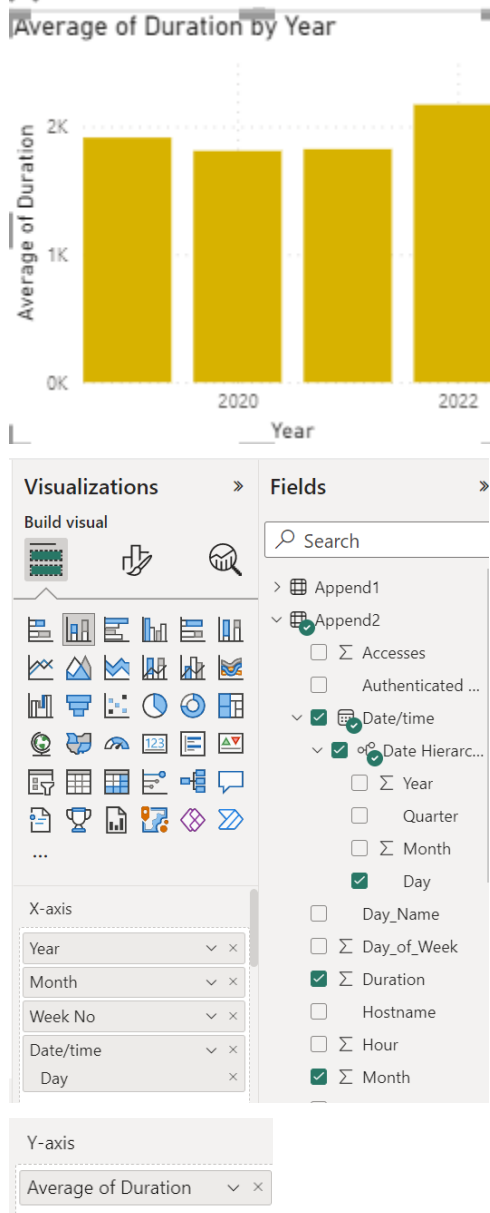 Average of Duration by Year
Average of Duration
2K
1K
0K
2020
2022
Year
Visualizations
»
Build visual
123
...
X-axis
Year
Month
Week No
Date/time
Day
Fields
»
Search
Append1
Append2
Σ Accesses
Authenticated ...
Date/time
Date Hierarc...
Σ Year
Quarter
Σ Month
Day
Day_Name
Σ Day_of_Week
Σ Duration
Hostname
Σ Hour
Σ Month
Y-axis
Average of Duration